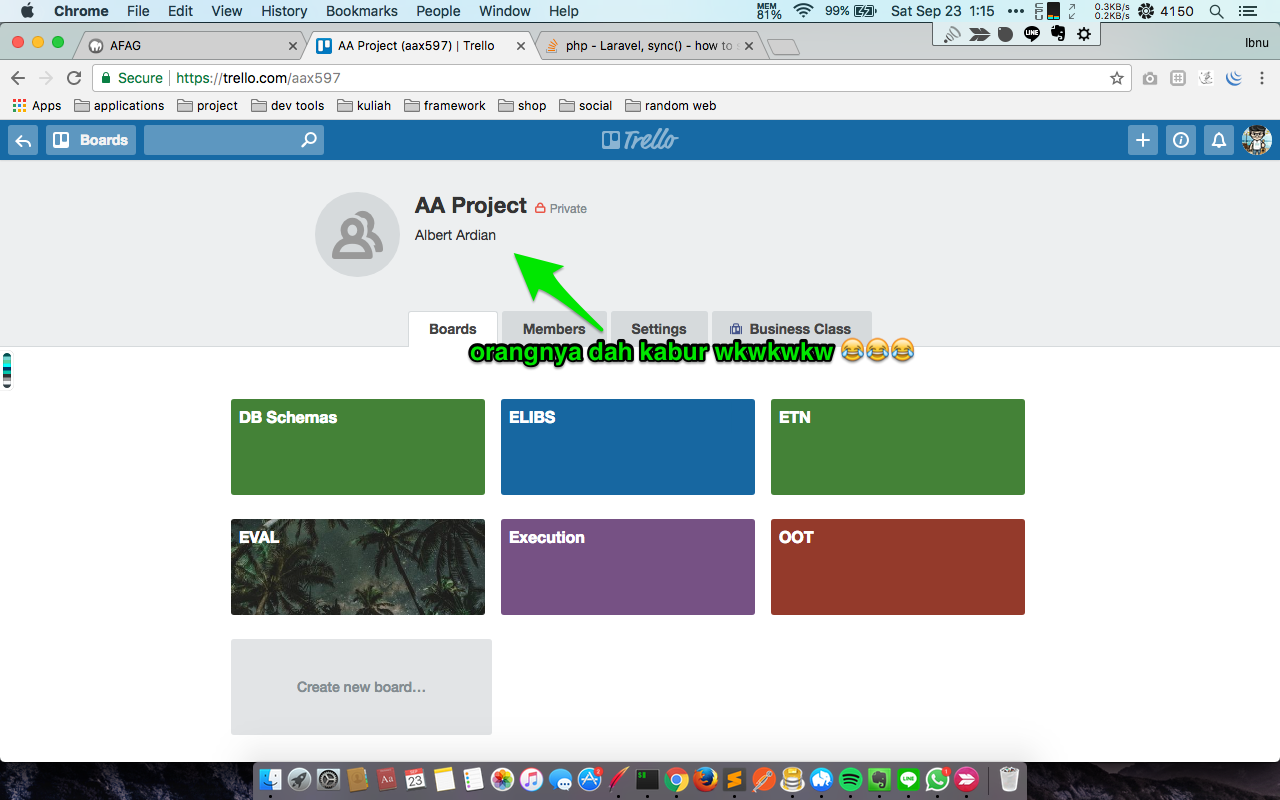 Chrome File Edit View History Bookmarks People Window Help MEM 81% 99% Sat Sep 23 1:15 CPU 0.3KB/s 0.2KB/s 4150
AFAG AA Project (aax597) | Trello php - Laravel, sync() - how to Ibnu
Secure https://trello.com/aax597
Apps applications project dev tools kuliah framework shop social random web
Boards Trello
AA Project Private
Albert Ardian
Boards Members Settings Business Class
orangnya dah kabur wkwkwkw 😂😂😂
DB Schemas ELIBS ETN
EVAL Execution OOT
Create new board…